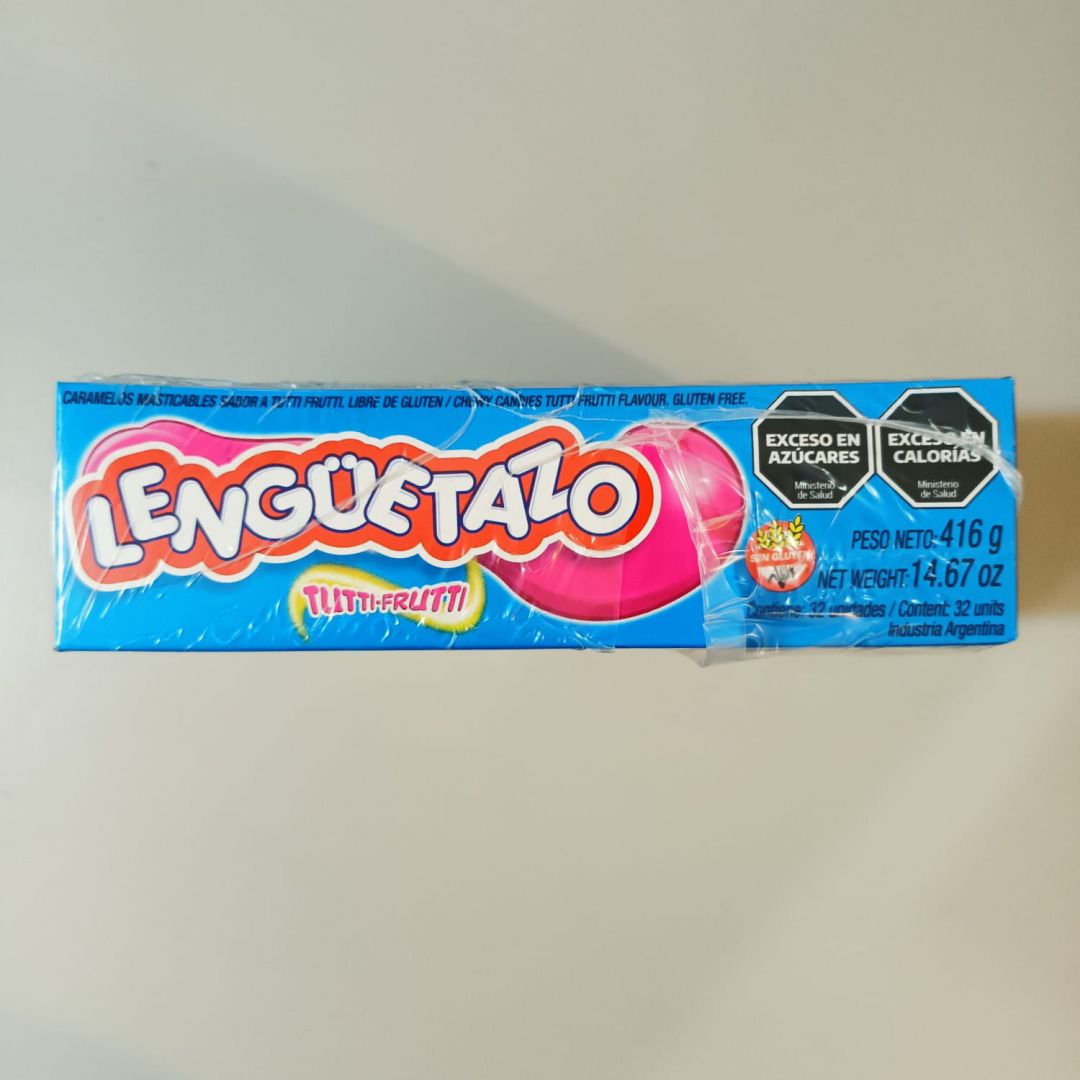 CARAMELOS MASTICABLES SABOR A TUTTI FRUTTI. LIBRE DE GLUTEN / CHEWY CANDIES TUTTI FRUTTI FLAVOUR. GLUTEN FREE.
LENGÜETAZO
TUTTI-FRUTTI
EXCESO EN
AZÚCARES
Ministerio
de Salud
EXCESO EN
CALORÍAS
Ministerio
de Salud
SIN GLUTEN
PESO NETO: 416 g
NET WEIGHT: 14.67 oz
Contiene: 32 unidades / Content: 32 units
Industria Argentina